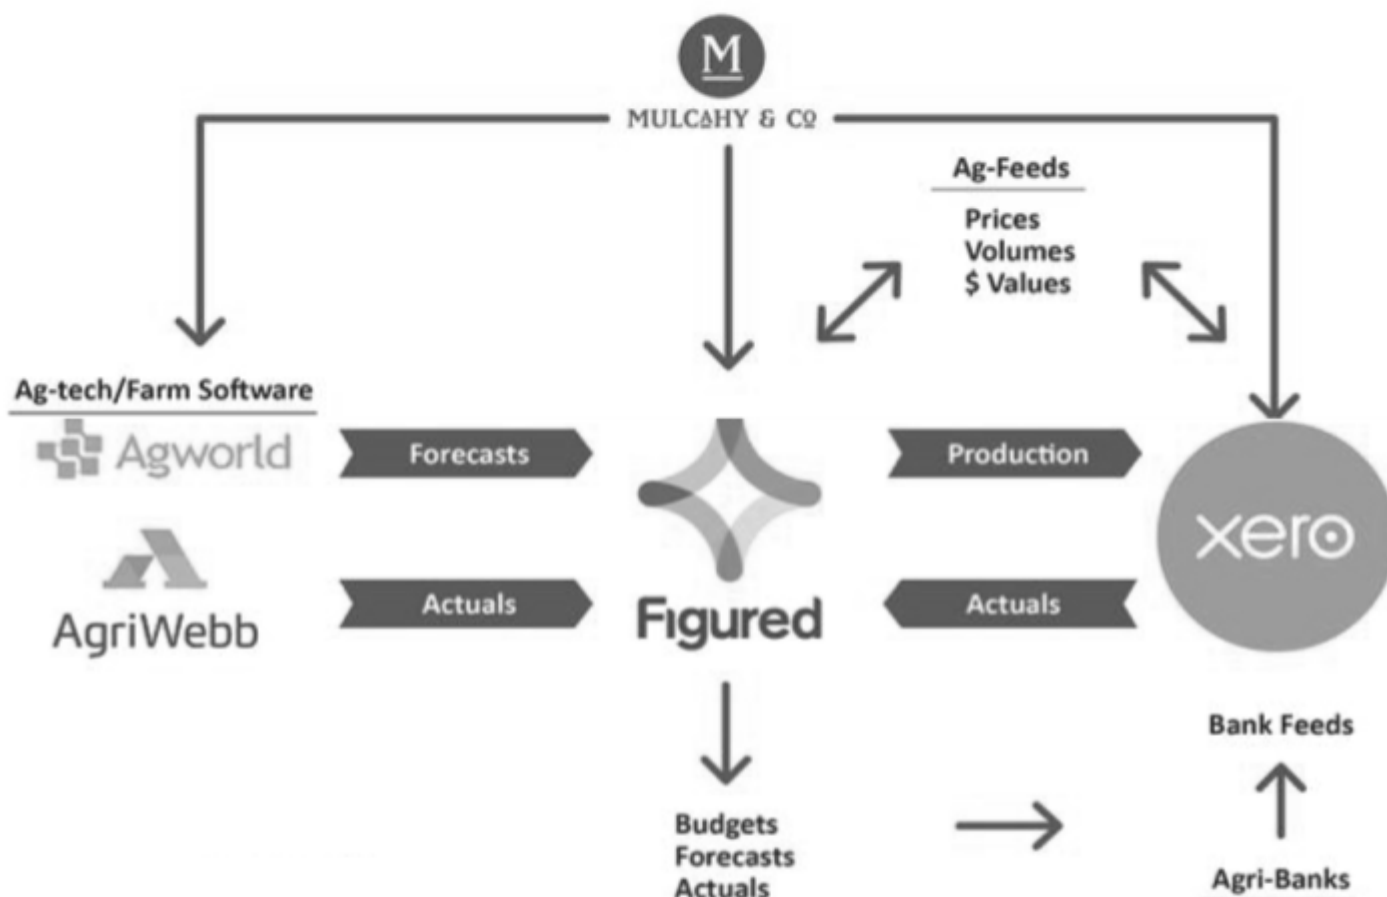 M
MULCAHY & CO
Ag-Feeds
Prices
Volumes
$ Values
Ag-tech/Farm Software
Agworld
Forecasts
Production
xero
AgriWebb
Actuals
Figured
Actuals
Bank Feeds
Budgets
Forecasts
Actuals
Agri-Banks